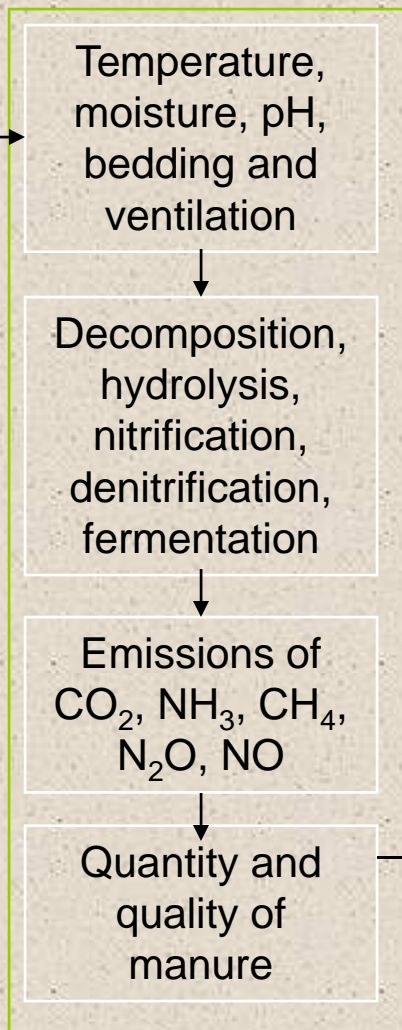 Temperature,
moisture, pH,
bedding and
ventilation
Decomposition,
hydrolysis,
nitrification,
denitrification,
fermentation
Emissions of
CO₂, NH₃, CH₄,
N₂O, NO
Quantity and
quality of
manure